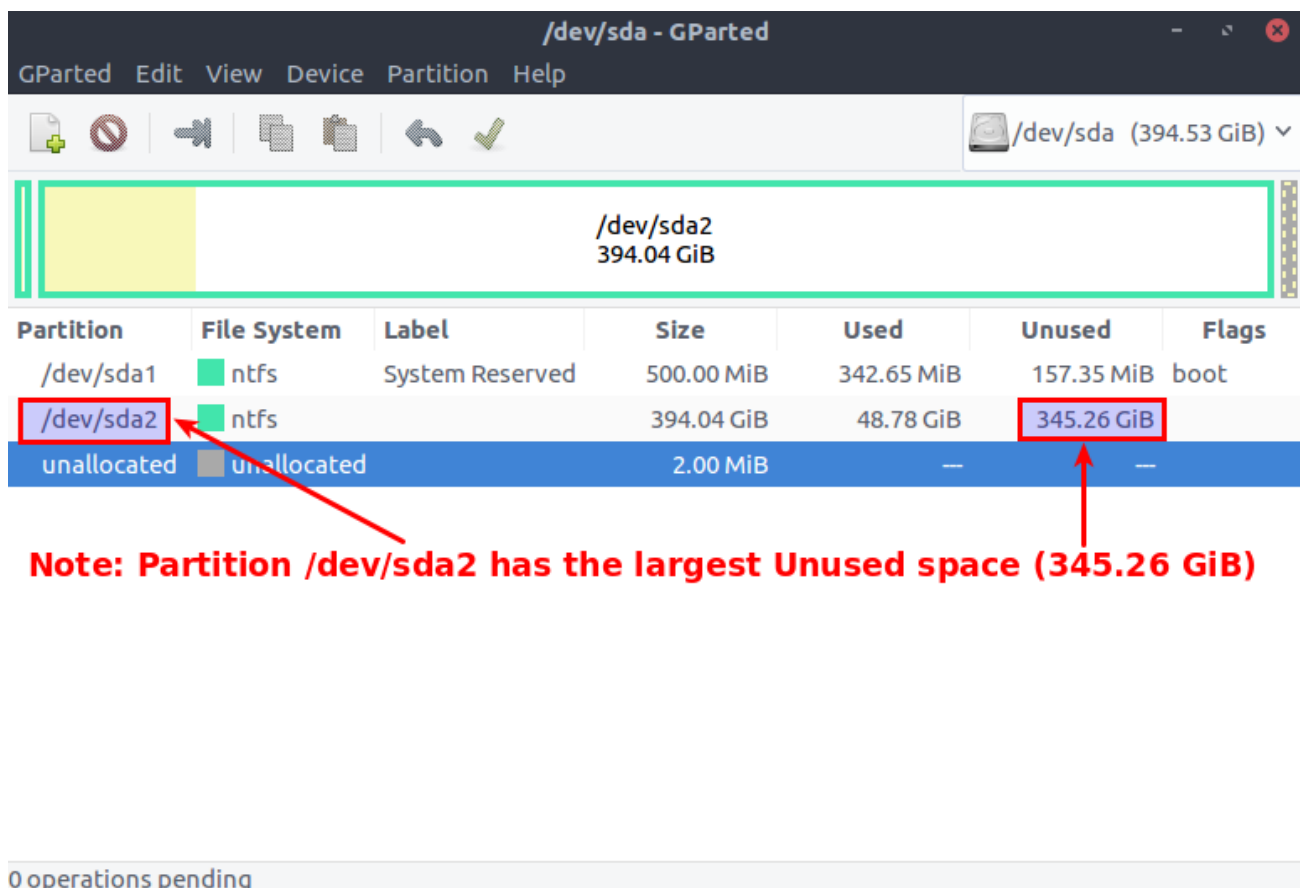 /dev/sda - GParted
GParted Edit View Device Partition Help
/dev/sda (394.53 GiB)
/dev/sda2
394.04 GiB
Partition File System Label Size Used Unused Flags
/dev/sda1 ntfs System Reserved 500.00 MiB 342.65 MiB 157.35 MiB boot
/dev/sda2 ntfs 394.04 GiB 48.78 GiB 345.26 GiB
unallocated unallocated 2.00 MiB --- ---
Note: Partition /dev/sda2 has the largest Unused space (345.26 GiB)
0 operations pending